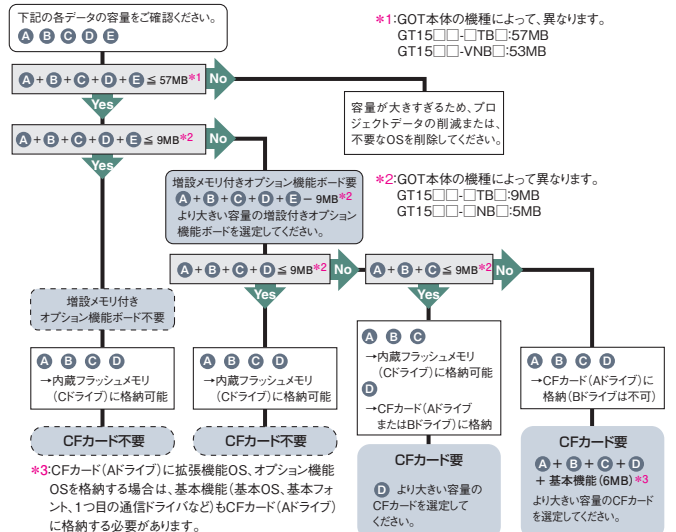 下記の各データの容量をご確認ください。
A B C D E
*1:GOT本体の機種によって、異なります。
GT15□□-□TB□:57MB
GT15□□-VNB□:53MB
A+B+C+D+E≦57MB*1
No
Yes
容量が大きすぎるため、プロ
ジェクトデータの削減または、
不要なOSを削除してください。
A+B+C+D+E≦9MB*2
No
Yes
増設メモリ付きオプション機能ボード要
A+B+C+D+E−9MB*2
より大きい容量の増設付きオプション
機能ボードを選定してください。
*2:GOT本体の機種によって異なります。
GT15□□-□TB□:9MB
GT15□□-□NB□:5MB
A+B+C+D≦9MB*2
No
Yes
A+B+C≦9MB*2
No
Yes
増設メモリ付き
オプション機能ボード不要
A B C D
→内蔵フラッシュメモリ
(Cドライブ)に格納可能
CFカード不要
A B C D
→内蔵フラッシュメモリ
(Cドライブ)に格納可能
CFカード不要
A B C
→内蔵フラッシュメモリ
(Cドライブ)に格納可能
D
→CFカード(Aドライブ
またはBドライブ)に格納
CFカード要
D より大きい容量の
CFカードを選定して
ください。
A B C D
→CFカード(Aドライブ)に
格納(Bドライブは不可)
CFカード要
A+B+C+D
+基本機能(6MB)*3
より大きい容量のCFカード
を選定してください。
*3:CFカード(Aドライブ)に拡張機能OS、オプション機能
OSを格納する場合は、基本機能(基本OS、基本フォ
ント、1つ目の通信ドライバなど)もCFカード(Aドライブ)
に格納する必要があります。